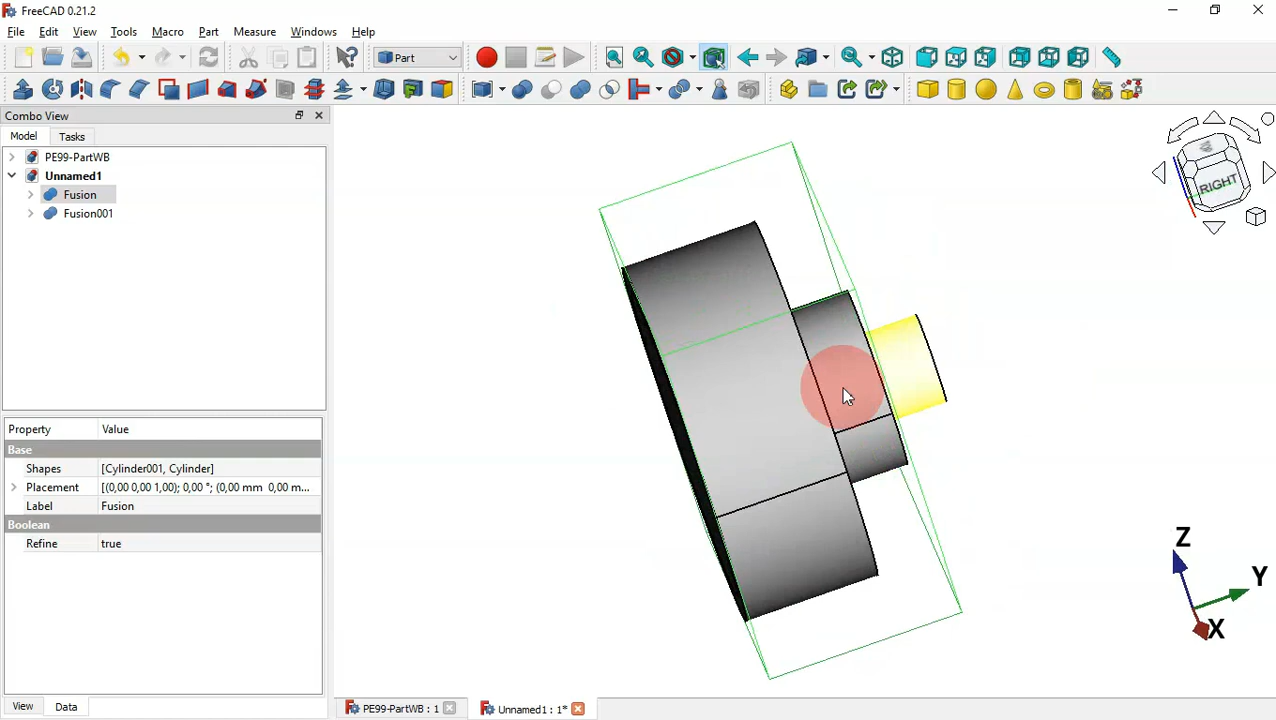 FreeCAD 0.21.2
File Edit View Tools Macro Part Measure Windows Help
Part
Combo View
Model Tasks
PE99-PartWB
Unnamed1
Fusion
Fusion001
RIGHT
Property Value
Base
Shapes [Cylinder001, Cylinder]
Placement [(0,00 0,00 1,00); 0,00 °; (0,00 mm 0,00 m...
Label Fusion
Boolean
Refine true
Z
Y
X
View Data
PE99-PartWB : 1
Unnamed1 : 1*